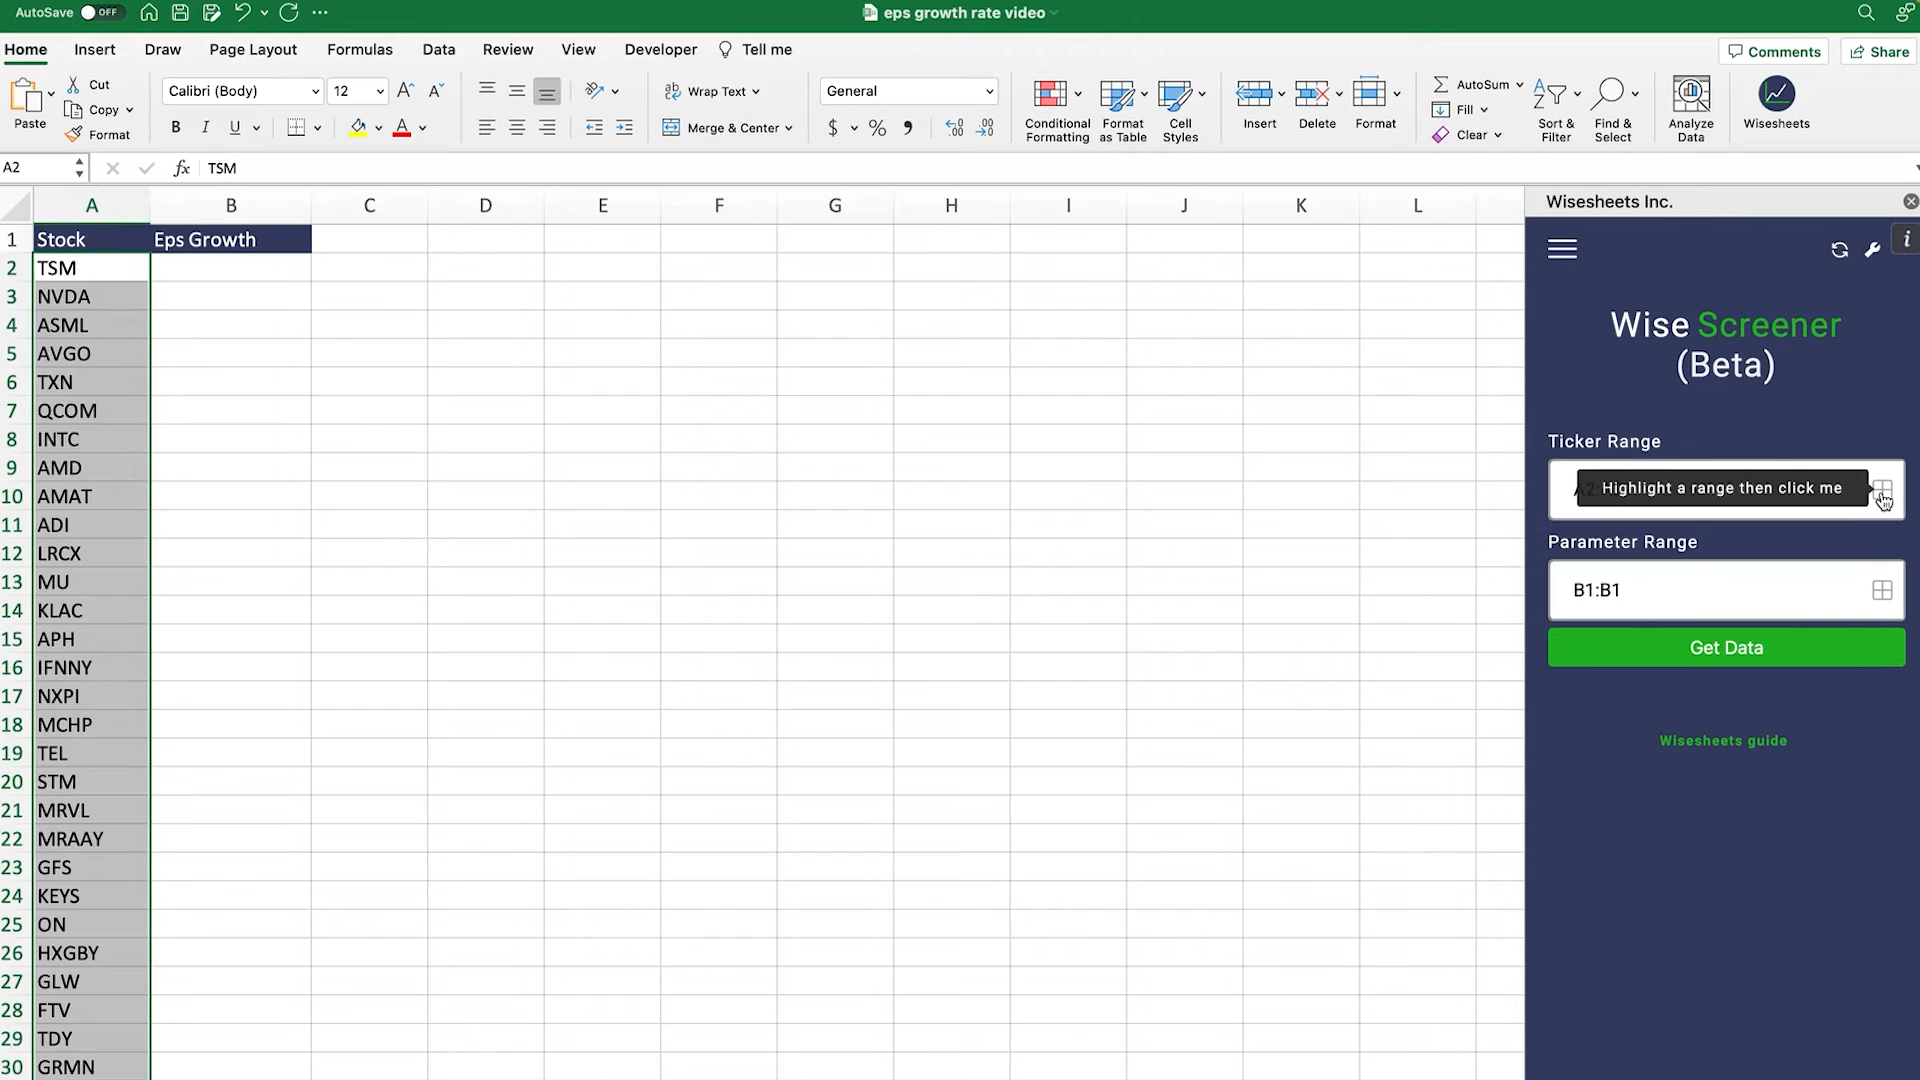 AutoSave OFF
eps growth rate video
Home Insert Draw Page Layout Formulas Data Review View Developer Tell me
Comments Share
Paste
Cut
Copy
Format
Calibri (Body) 12
A A
B I U A
Wrap Text
Merge & Center
General
$ % 9
Conditional Formatting
Format as Table
Cell Styles
Insert
Delete
Format
AutoSum
Fill
Clear
Sort & Filter
Find & Select
Analyze Data
Wisesheets
A2 fx TSM
A B C D E F G H I J K L
1 Stock Eps Growth
2 TSM
3 NVDA
4 ASML
5 AVGO
6 TXN
7 QCOM
8 INTC
9 AMD
10 AMAT
11 ADI
12 LRCX
13 MU
14 KLAC
15 APH
16 IFNNY
17 NXPI
18 MCHP
19 TEL
20 STM
21 MRVL
22 MRAAY
23 GFS
24 KEYS
25 ON
26 HXGBY
27 GLW
28 FTV
29 TDY
30 GRMN
Wisesheets Inc.
i
Wise Screener
(Beta)
Ticker Range
Highlight a range then click me
Parameter Range
B1:B1
Get Data
Wisesheets guide